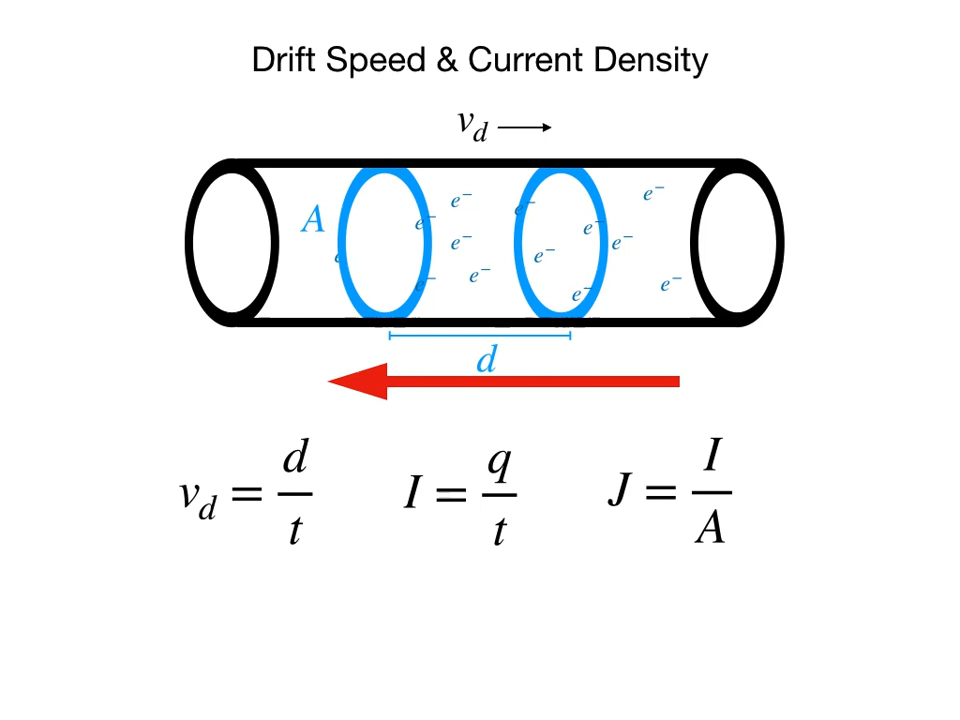 Drift Speed & Current Density
v_d →
A
e⁻ e⁻ e⁻ e⁻
e⁻ e⁻ e⁻
e e⁻ e⁻
e⁻ e⁻ e⁻ e⁻
d
v_d = d/t I = q/t J = I/A